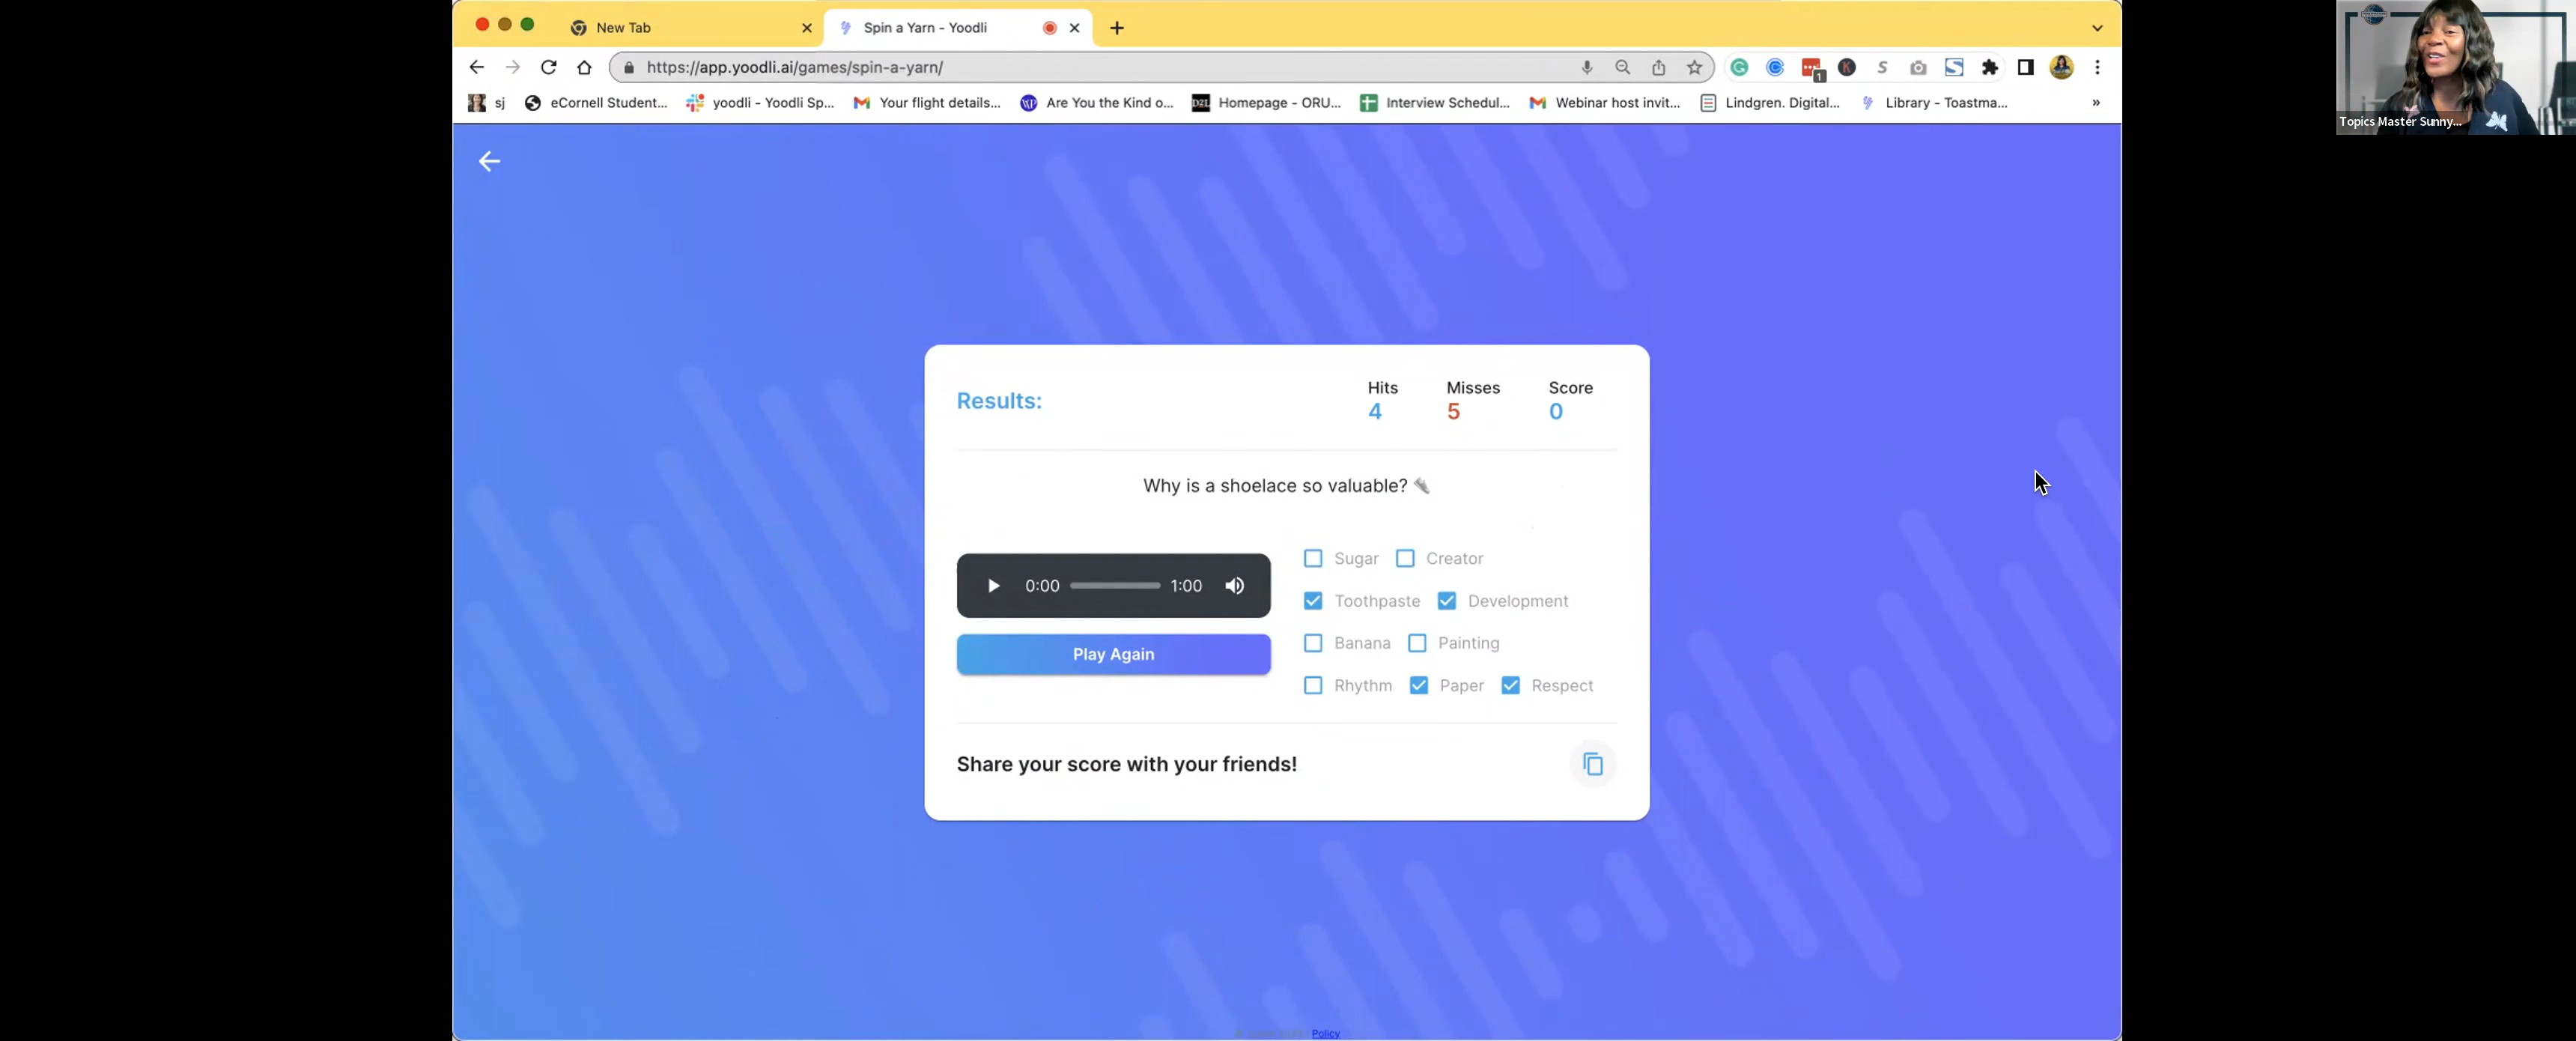 New Tab
Spin a Yarn - Yoodli
https://app.yoodli.ai/games/spin-a-yarn/
1
sj
eCornell Student...
yoodli - Yoodli Sp...
Your flight details...
Are You the Kind o...
D2L Homepage - ORU...
Interview Schedul...
Webinar host invit...
Lindgren. Digital...
Library - Toastma...
»
Topics Master Sunny...
Results:
Hits Misses Score
4 5 0
Why is a shoelace so valuable?
Sugar Creator
0:00 1:00
Toothpaste Development
Banana Painting
Play Again
Rhythm Paper Respect
Share your score with your friends!
Policy